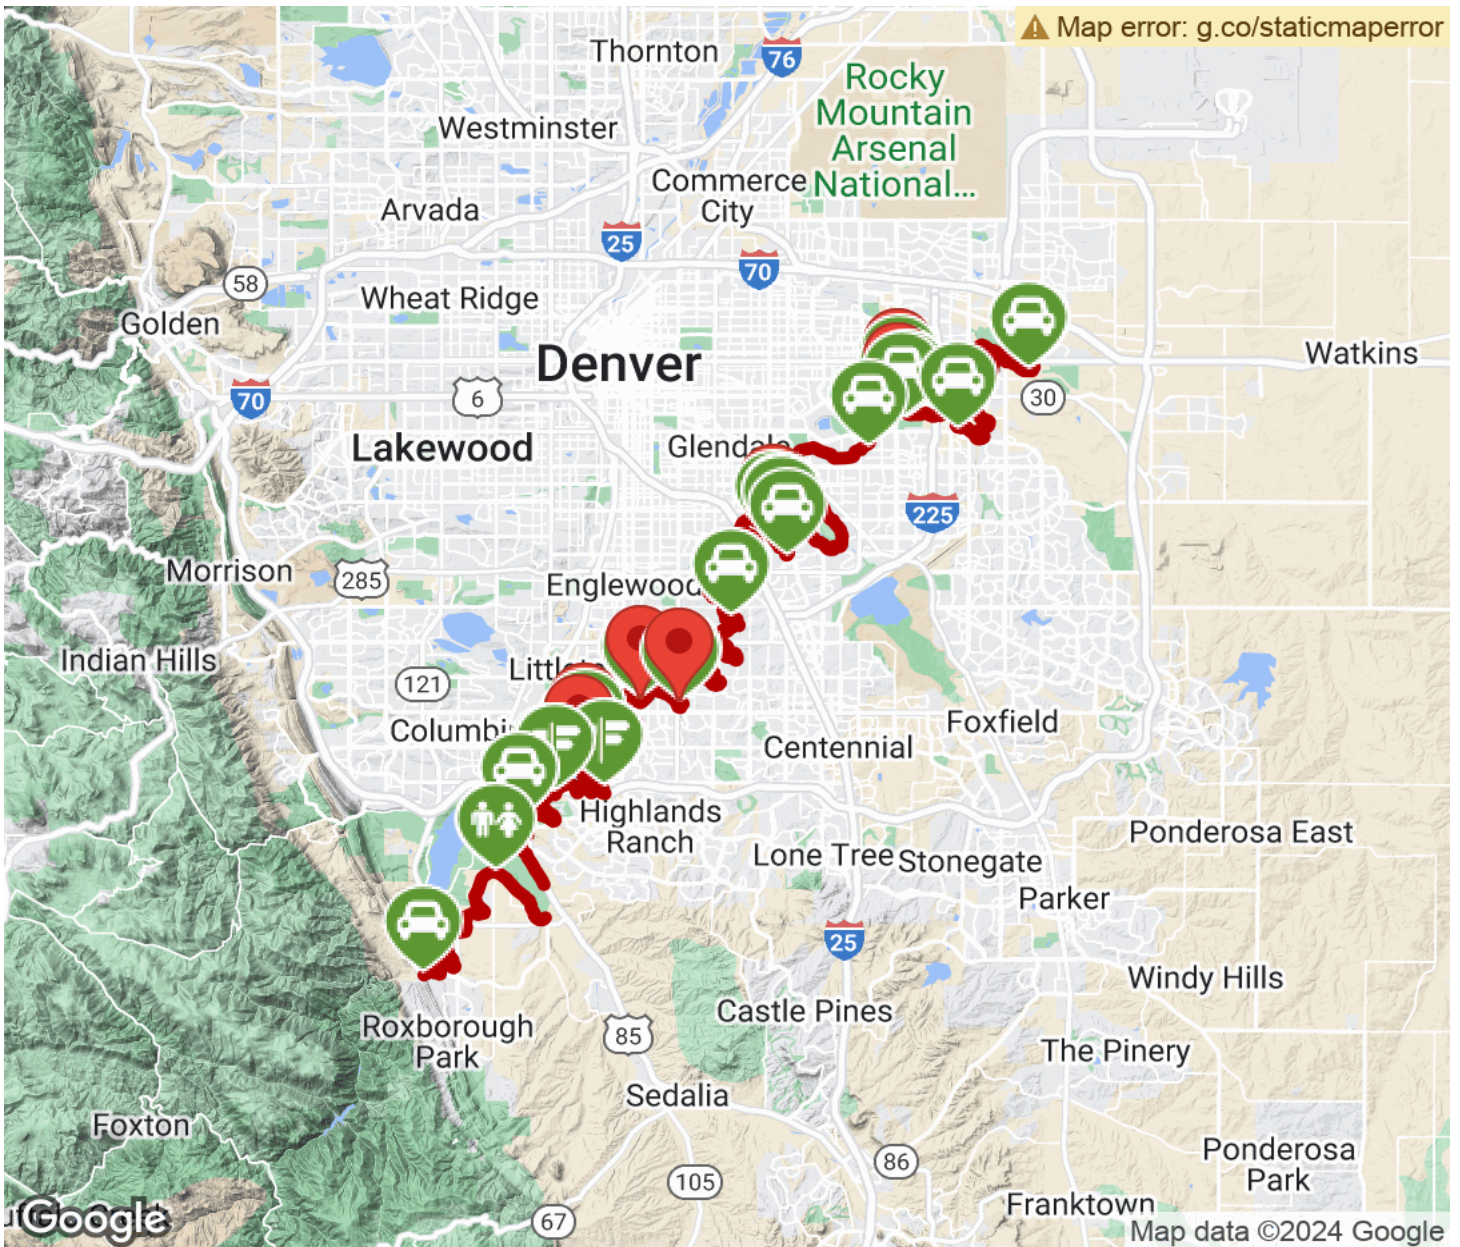 Map error: g.co/staticmaperror
Thornton
76
Rocky
Mountain
Arsenal
National...
Westminster
Commerce
City
Arvada
25
70
58
Wheat Ridge
Golden
Denver
Watkins
70
6
30
Lakewood
Glendale
225
Morrison
285
Englewood
Indian Hills
121
Columbi
Foxfield
Centennial
Highlands
Ranch
Ponderosa East
Lone Tree
Stonegate
Parker
25
Windy Hills
Castle Pines
Roxborough
Park
85
The Pinery
Sedalia
Foxton
Ponderosa
Park
86
105
Franktown
67
Google
Map data ©2024 Google